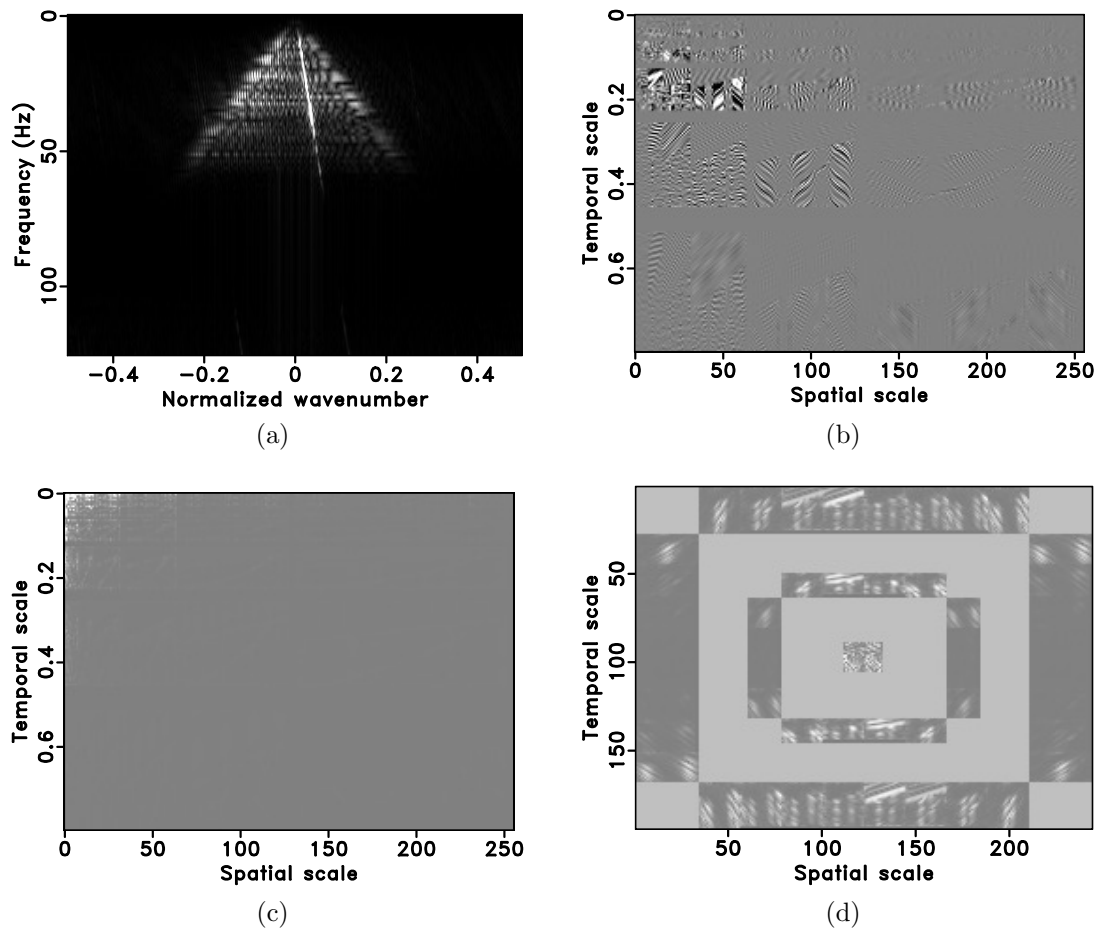 0
50
100
Frequency (Hz)
−0.4 −0.2 0 0.2 0.4
Normalized wavenumber
(a)
0
0.2
0.4
0.6
Temporal scale
0 50 100 150 200 250
Spatial scale
(b)
0
0.2
0.4
0.6
Temporal scale
0 50 100 150 200 250
Spatial scale
(c)
50
100
150
Temporal scale
50 100 150 200
Spatial scale
(d)